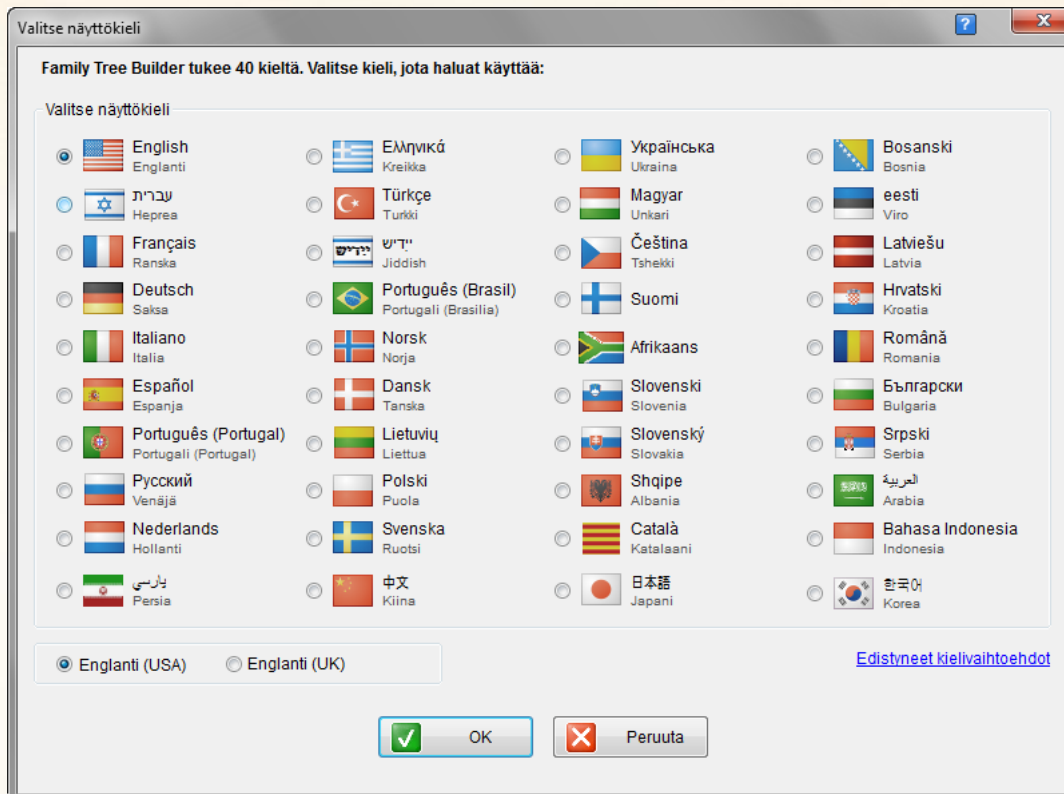 Valitse näyttökieli
Family Tree Builder tukee 40 kieltä. Valitse kieli, jota haluat käyttää:
Valitse näyttökieli
English
Englanti
עברית
Heprea
Français
Ranska
Deutsch
Saksa
Italiano
Italia
Español
Espanja
Português (Portugal)
Portugali (Portugal)
Русский
Venäjä
Nederlands
Hollanti
پارسی
Persia
Ελληνικά
Kreikka
Türkçe
Turkki
ייִדיש
ייִדיש
Jiddish
Português (Brasil)
Portugali (Brasilia)
Norsk
Norja
Dansk
Tanska
Lietuvių
Liettua
Polski
Puola
Svenska
Ruotsi
中文
Kiina
Українська
Ukraina
Magyar
Unkari
Čeština
Tshekki
Suomi
Afrikaans
Slovenski
Slovenia
Slovenský
Slovakia
Shqipe
Albania
Català
Katalaani
日本語
Japani
Bosanski
Bosnia
eesti
Viro
Latviešu
Latvia
Hrvatski
Kroatia
Română
Romania
Български
Bulgaria
Srpski
Serbia
العربية
Arabia
Bahasa Indonesia
Indonesia
한국어
Korea
Englanti (USA) Englanti (UK)
Edistyneet kielivaihtoehdot
OK Peruuta